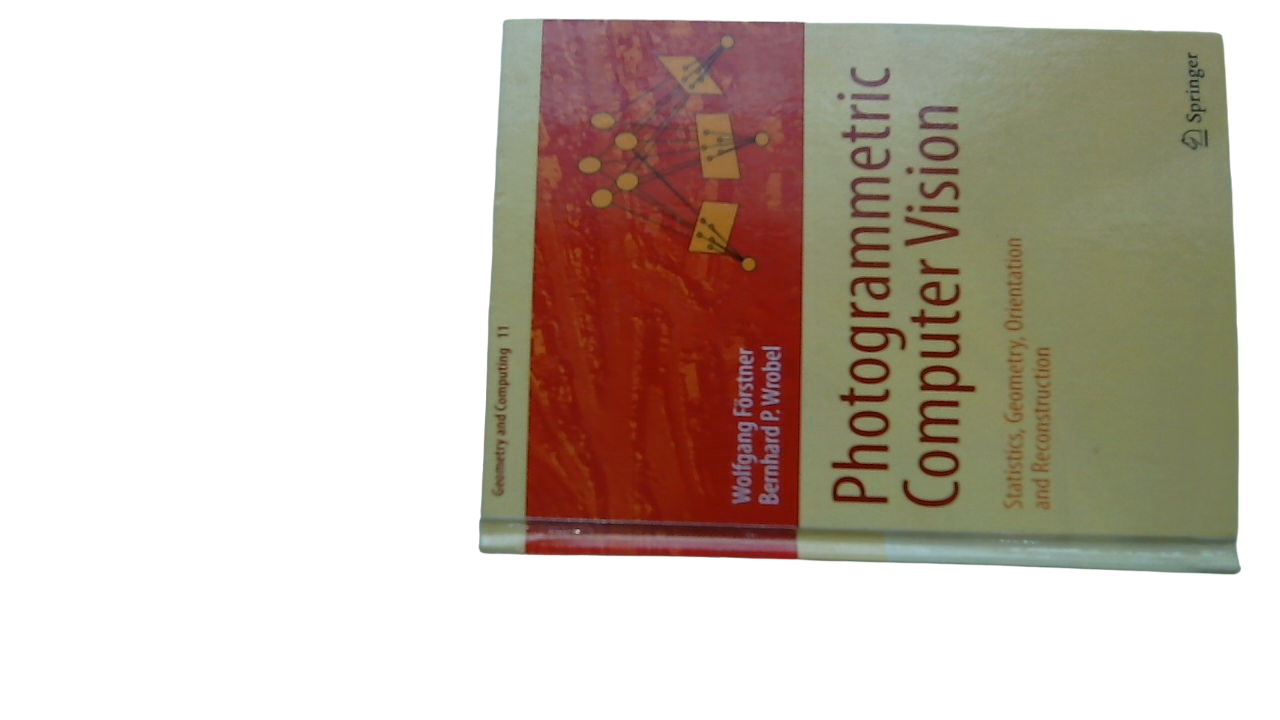 Geometry and Computing 11
Wolfgang Förstner
Bernhard P. Wrobel
Photogrammetric
Computer Vision
Statistics, Geometry, Orientation
and Reconstruction
Springer